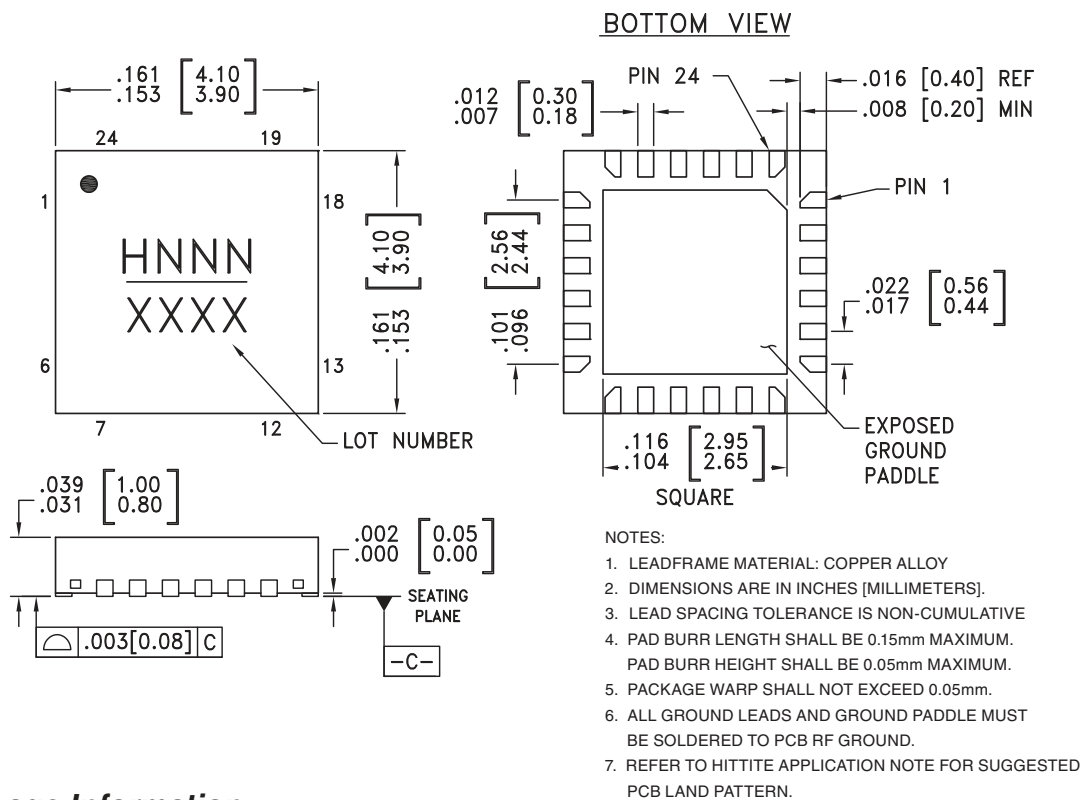 BOTTOM VIEW
.161 [4.10]
.153 [3.90]
24 19
1 18
HNNN
XXXX
6 13
7 12
LOT NUMBER
[4.10]
[3.90]
.161
.153
PIN 24
.016 [0.40] REF
.008 [0.20] MIN
.012 [0.30]
.007 [0.18]
PIN 1
[2.56]
[2.44]
.101
.096
.022 [0.56]
.017 [0.44]
.116 [2.95]
.104 [2.65]
SQUARE
EXPOSED
GROUND
PADDLE
.039 [1.00]
.031 [0.80]
.002 [0.05]
.000 [0.00]
SEATING
PLANE
.003[0.08] C
-C-
NOTES:
1. LEADFRAME MATERIAL: COPPER ALLOY
2. DIMENSIONS ARE IN INCHES [MILLIMETERS].
3. LEAD SPACING TOLERANCE IS NON-CUMULATIVE
4. PAD BURR LENGTH SHALL BE 0.15mm MAXIMUM.
PAD BURR HEIGHT SHALL BE 0.05mm MAXIMUM.
5. PACKAGE WARP SHALL NOT EXCEED 0.05mm.
6. ALL GROUND LEADS AND GROUND PADDLE MUST
BE SOLDERED TO PCB RF GROUND.
7. REFER TO HITTITE APPLICATION NOTE FOR SUGGESTED
PCB LAND PATTERN.